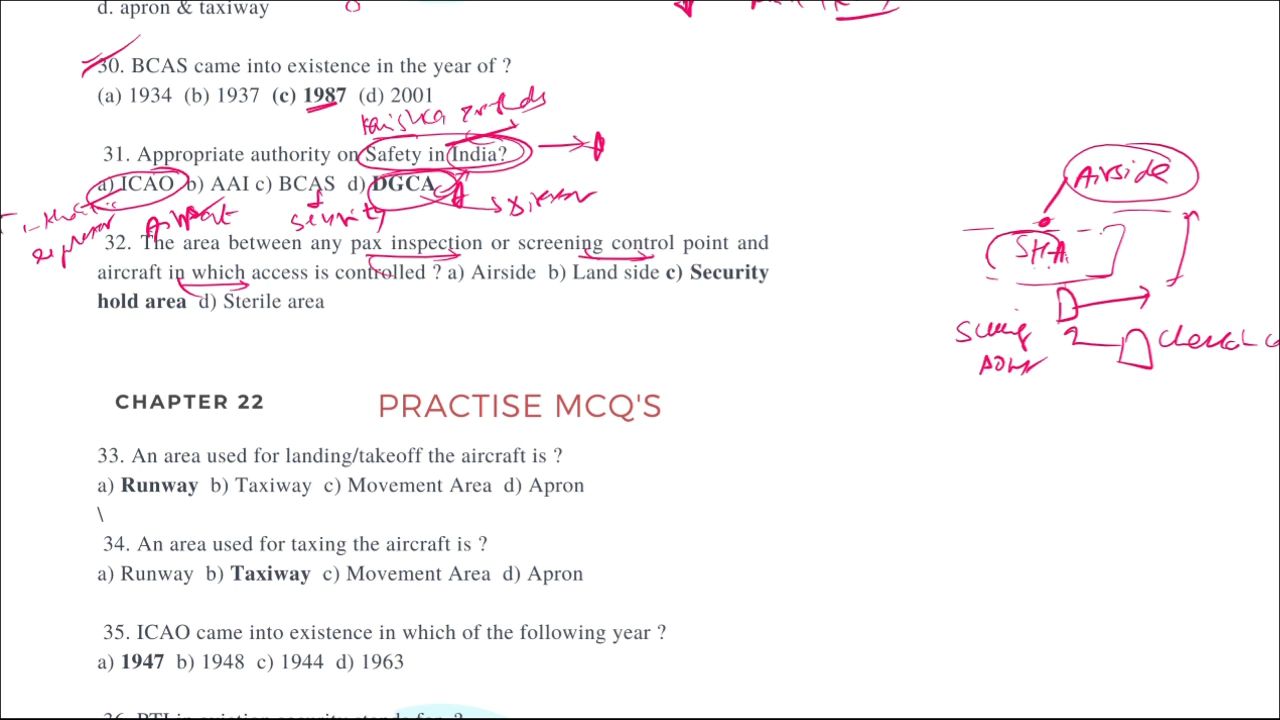 d. apron & taxiway
30. BCAS came into existence in the year of ?
(a) 1934 (b) 1937 (c) 1987 (d) 2001
31. Appropriate authority on Safety in India?
a) ICAO b) AAI c) BCAS d) DGCA
security
Airside
SHA
32. The area between any pax inspection or screening control point and
aircraft in which access is controlled ? a) Airside b) Land side c) Security
hold area d) Sterile area
CHAPTER 22 PRACTISE MCQ'S
33. An area used for landing/takeoff the aircraft is ?
a) Runway b) Taxiway c) Movement Area d) Apron
\
34. An area used for taxing the aircraft is ?
a) Runway b) Taxiway c) Movement Area d) Apron
35. ICAO came into existence in which of the following year ?
a) 1947 b) 1948 c) 1944 d) 1963